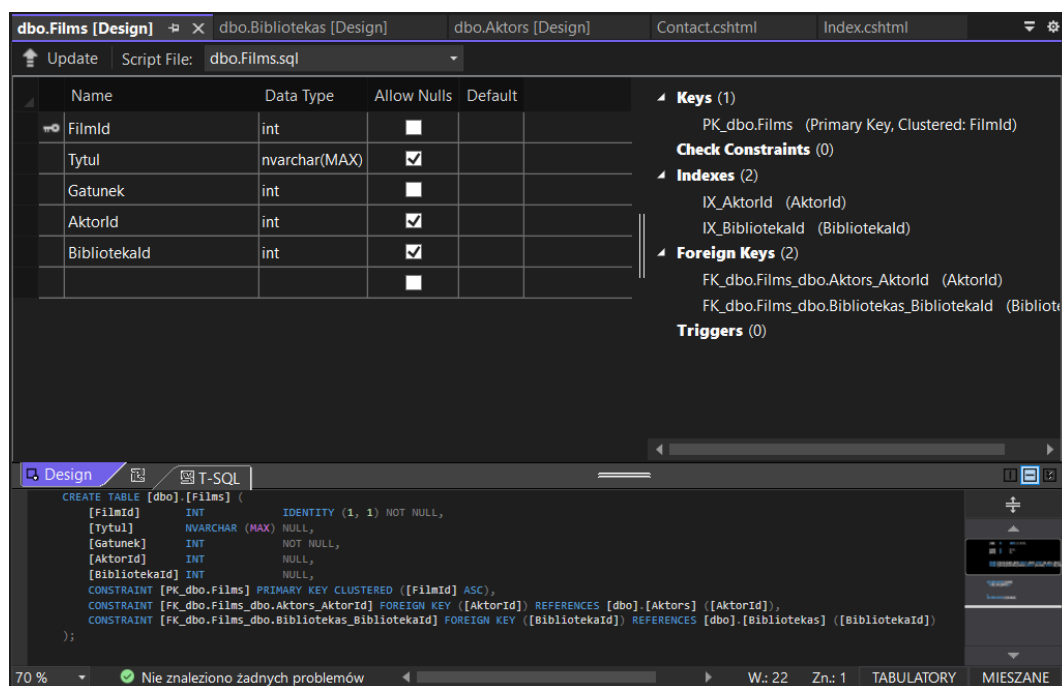 dbo.Films [Design] dbo.Bibliotekas [Design] dbo.Aktors [Design] Contact.cshtml Index.cshtml
Update Script File: dbo.Films.sql
Name Data Type Allow Nulls Default
FilmId int
Tytul nvarchar(MAX)
Gatunek int
AktorId int
BibliotekaId int
Keys (1)
PK_dbo.Films (Primary Key, Clustered: FilmId)
Check Constraints (0)
Indexes (2)
IX_AktorId (AktorId)
IX_BibliotekaId (BibliotekaId)
Foreign Keys (2)
FK_dbo.Films_dbo.Aktors_AktorId (AktorId)
FK_dbo.Films_dbo.Bibliotekas_BibliotekaId (Bibliote
Triggers (0)
Design T-SQL
CREATE TABLE [dbo].[Films] (
[FilmId] INT IDENTITY (1, 1) NOT NULL,
[Tytul] NVARCHAR (MAX) NULL,
[Gatunek] INT NOT NULL,
[AktorId] INT NULL,
[BibliotekaId] INT NULL,
CONSTRAINT [PK_dbo.Films] PRIMARY KEY CLUSTERED ([FilmId] ASC),
CONSTRAINT [FK_dbo.Films_dbo.Aktors_AktorId] FOREIGN KEY ([AktorId]) REFERENCES [dbo].[Aktors] ([AktorId]),
CONSTRAINT [FK_dbo.Films_dbo.Bibliotekas_BibliotekaId] FOREIGN KEY ([BibliotekaId]) REFERENCES [dbo].[Bibliotekas] ([BibliotekaId])
);
70 % Nie znaleziono żadnych problemów W.: 22 Zn.: 1 TABULATORY MIESZANE